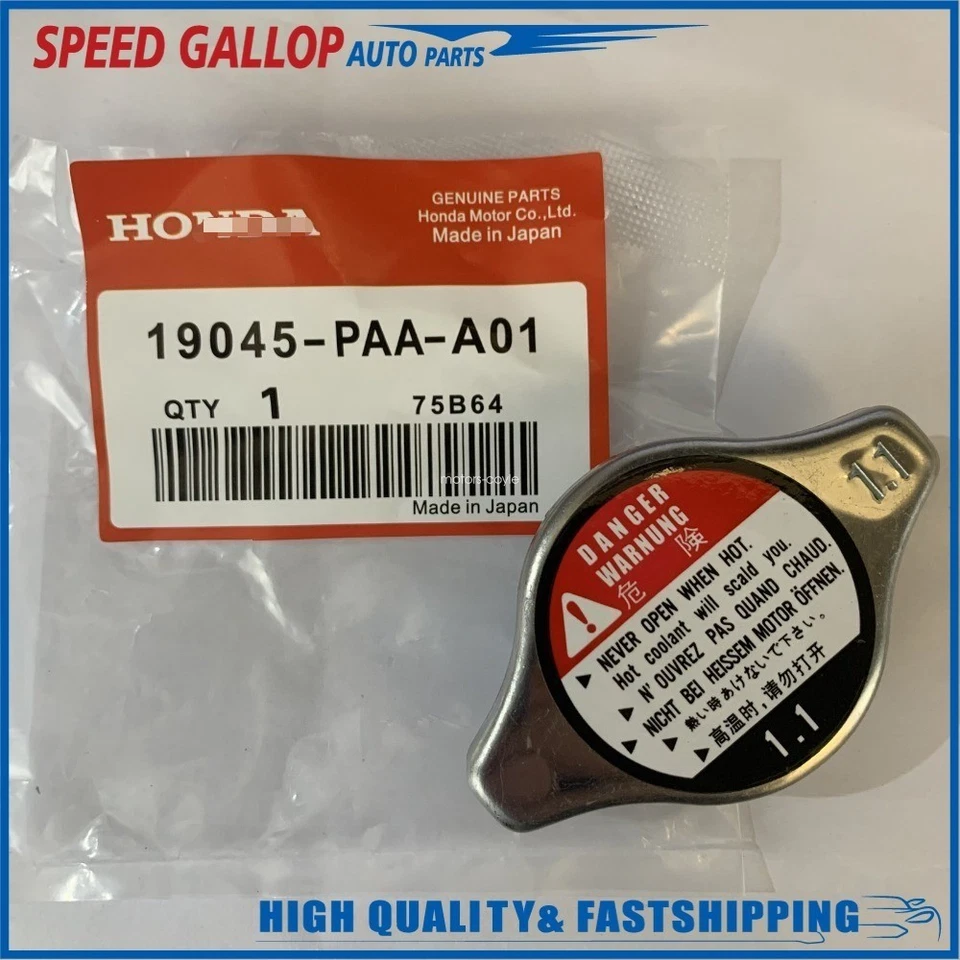 SPEED GALLOP AUTO PARTS
HONDA
GENUINE PARTS
Honda Motor Co.,Ltd.
Made in Japan
19045-PAA-A01
QTY 1 75B64
motors-coyle
Made in Japan
1.1
DANGER
WARNUNG
危険
NEVER OPEN WHEN HOT.
Hot coolant will scald you.
N' OUVREZ PAS QUAND CHAUD.
NICHT BEI HEISSEM MOTOR ÖFFNEN.
熱い時あけないで下さい。
高温时,请勿打开
1.1
HIGH QUALITY& FASTSHIPPING